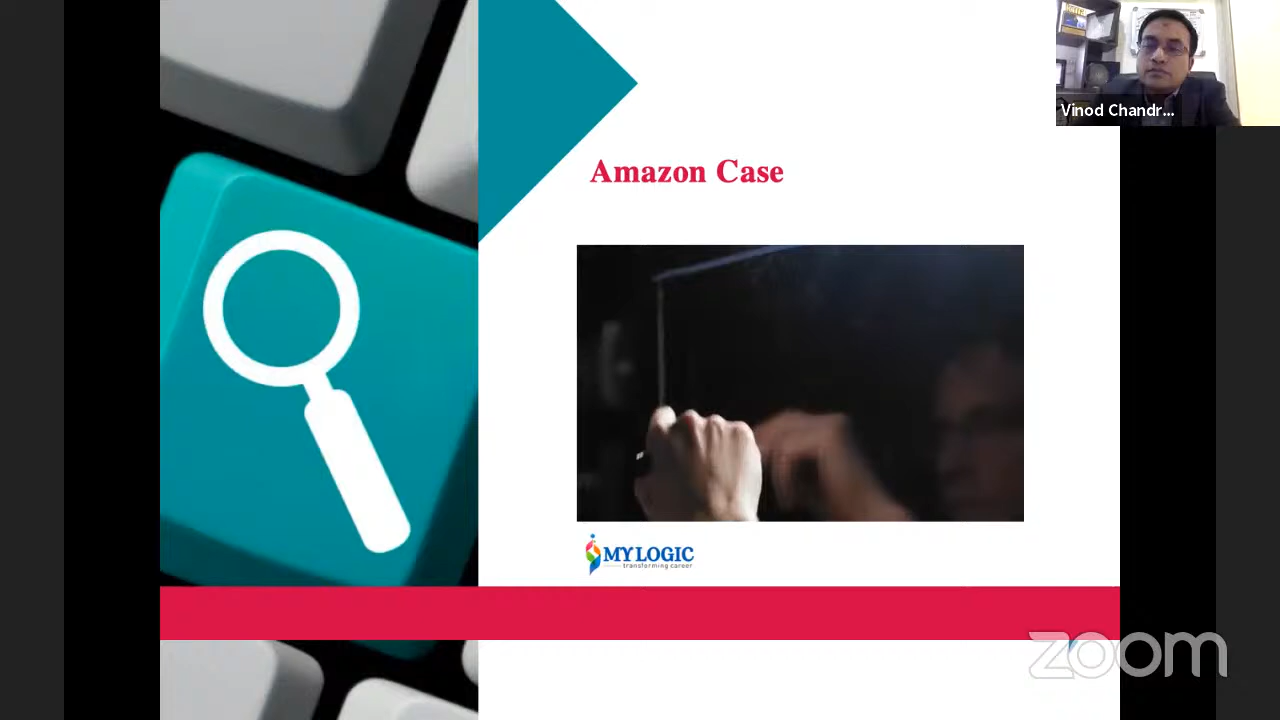 Vinod Chandr...
Amazon Case
MY LOGIC
transforming career
zoom